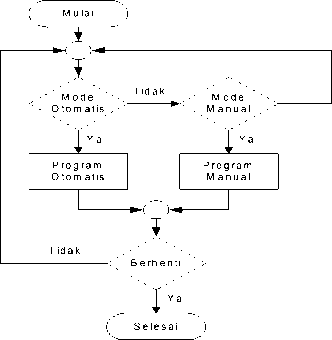 Mulai
Mode
Otomatis
Tidak
Mode
Manual
Ya
Ya
Program
Otomatis
Program
Manual
Tidak
Berhenti
Ya
Selesai